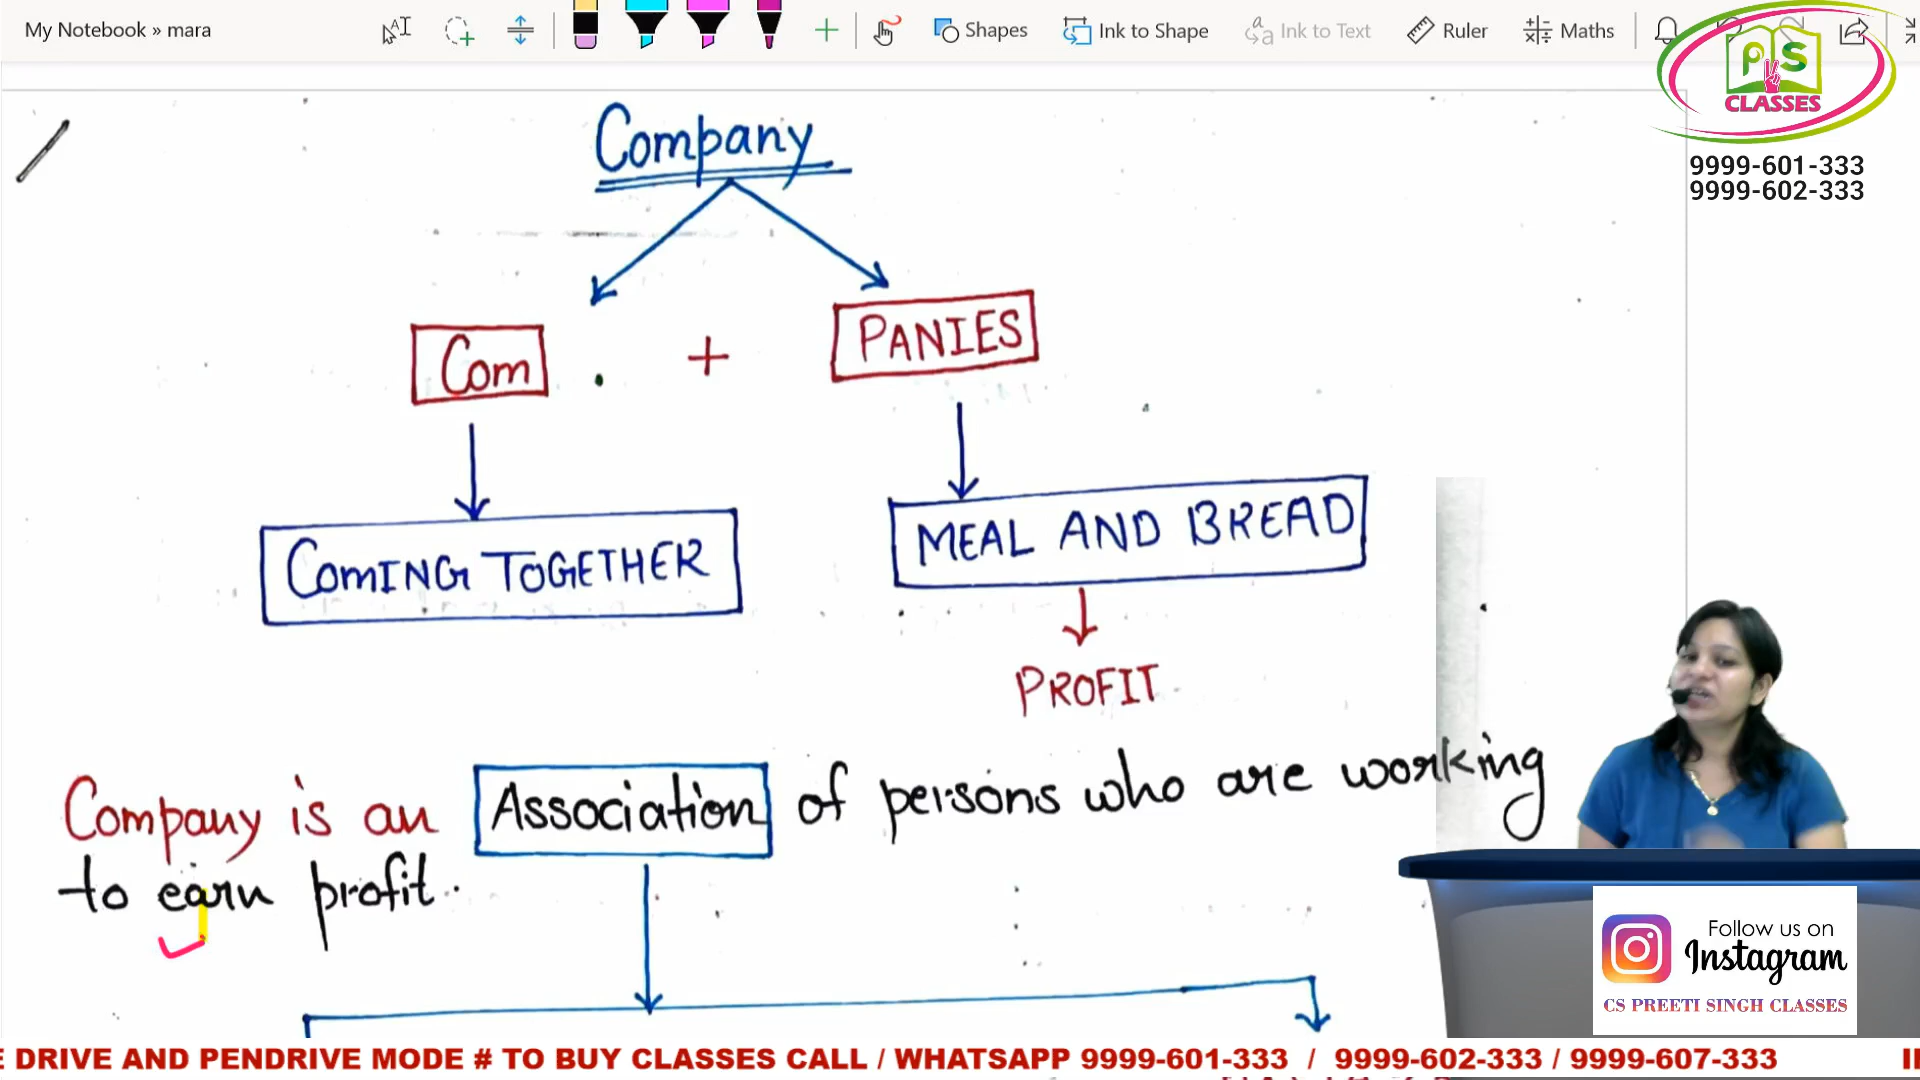 My Notebook » mara
Shapes
Ink to Shape
Ink to Text
Ruler
Maths
PS
CLASSES
9999-601-333
9999-602-333
Company
Com + PANIES
COMING TOGETHER
MEAL AND BREAD
PROFIT
Company is an Association of persons who are working
to earn profit.
Follow us on
Instagram
CS PREETI SINGH CLASSES
E DRIVE AND PENDRIVE MODE # TO BUY CLASSES CALL / WHATSAPP 9999-601-333 / 9999-602-333 / 9999-607-333